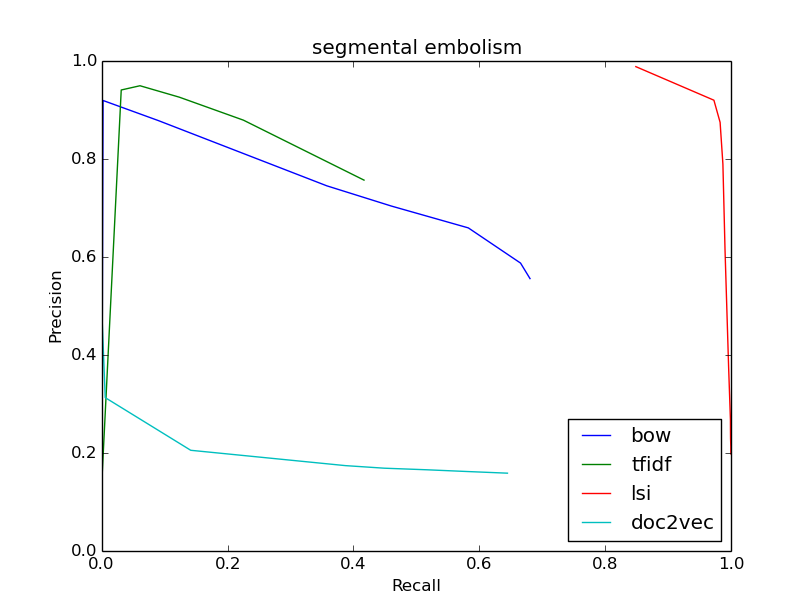 segmental embolism
1.0
0.8
0.6
0.4
0.2
0.0
Precision
0.0 0.2 0.4 0.6 0.8 1.0
Recall
bow
tfidf
lsi
doc2vec